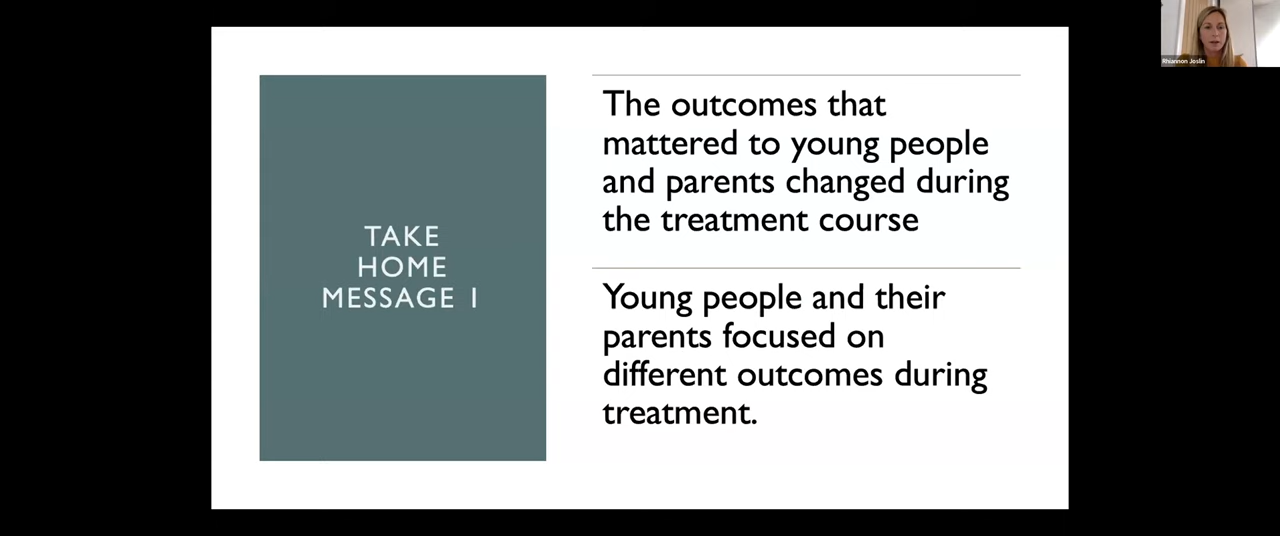 TAKE
HOME
MESSAGE 1
The outcomes that
mattered to young people
and parents changed during
the treatment course
Young people and their
parents focused on
different outcomes during
treatment.
Rhiannon Joslin